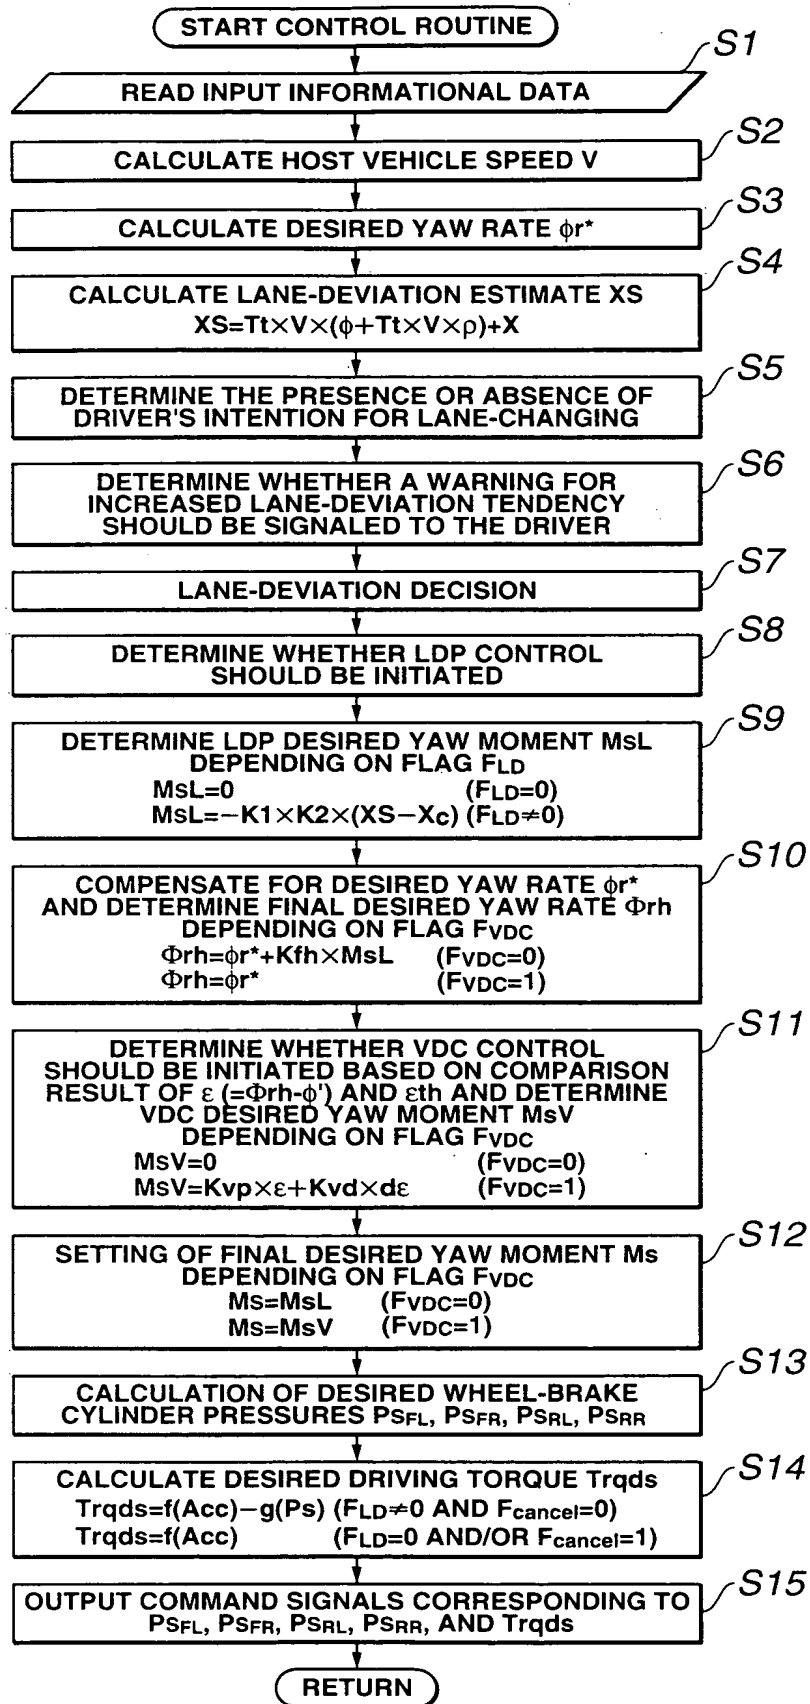 START CONTROL ROUTINE
S1
READ INPUT INFORMATIONAL DATA
S2
CALCULATE HOST VEHICLE SPEED V
S3
CALCULATE DESIRED YAW RATE ϕr*
S4
CALCULATE LANE-DEVIATION ESTIMATE XS
XS=Tt×V×(ϕ+Tt×V×ρ)+X
S5
DETERMINE THE PRESENCE OR ABSENCE OF
DRIVER'S INTENTION FOR LANE-CHANGING
S6
DETERMINE WHETHER A WARNING FOR
INCREASED LANE-DEVIATION TENDENCY
SHOULD BE SIGNALED TO THE DRIVER
S7
LANE-DEVIATION DECISION
S8
DETERMINE WHETHER LDP CONTROL
SHOULD BE INITIATED
S9
DETERMINE LDP DESIRED YAW MOMENT MsL
DEPENDING ON FLAG FLD
MsL=0 (FLD=0)
MsL=−K1×K2×(XS−Xc) (FLD≠0)
S10
COMPENSATE FOR DESIRED YAW RATE ϕr*
AND DETERMINE FINAL DESIRED YAW RATE Φrh
DEPENDING ON FLAG FVDC
Φrh=ϕr*+Kfh×MsL (FVDC=0)
Φrh=ϕr* (FVDC=1)
S11
DETERMINE WHETHER VDC CONTROL
SHOULD BE INITIATED BASED ON COMPARISON
RESULT OF ε (=Φrh-ϕ') AND εth AND DETERMINE
VDC DESIRED YAW MOMENT MsV
DEPENDING ON FLAG FVDC
MsV=0 (FVDC=0)
MsV=Kvp×ε+Kvd×dε (FVDC=1)
S12
SETTING OF FINAL DESIRED YAW MOMENT Ms
DEPENDING ON FLAG FVDC
Ms=MsL (FVDC=0)
Ms=MsV (FVDC=1)
S13
CALCULATION OF DESIRED WHEEL-BRAKE
CYLINDER PRESSURES PSFL, PSFR, PSRL, PSRR
S14
CALCULATE DESIRED DRIVING TORQUE Trqds
Trqds=f(Acc)−g(Ps) (FLD≠0 AND Fcancel=0)
Trqds=f(Acc) (FLD=0 AND/OR Fcancel=1)
S15
OUTPUT COMMAND SIGNALS CORRESPONDING TO
PSFL, PSFR, PSRL, PSRR, AND Trqds
RETURN